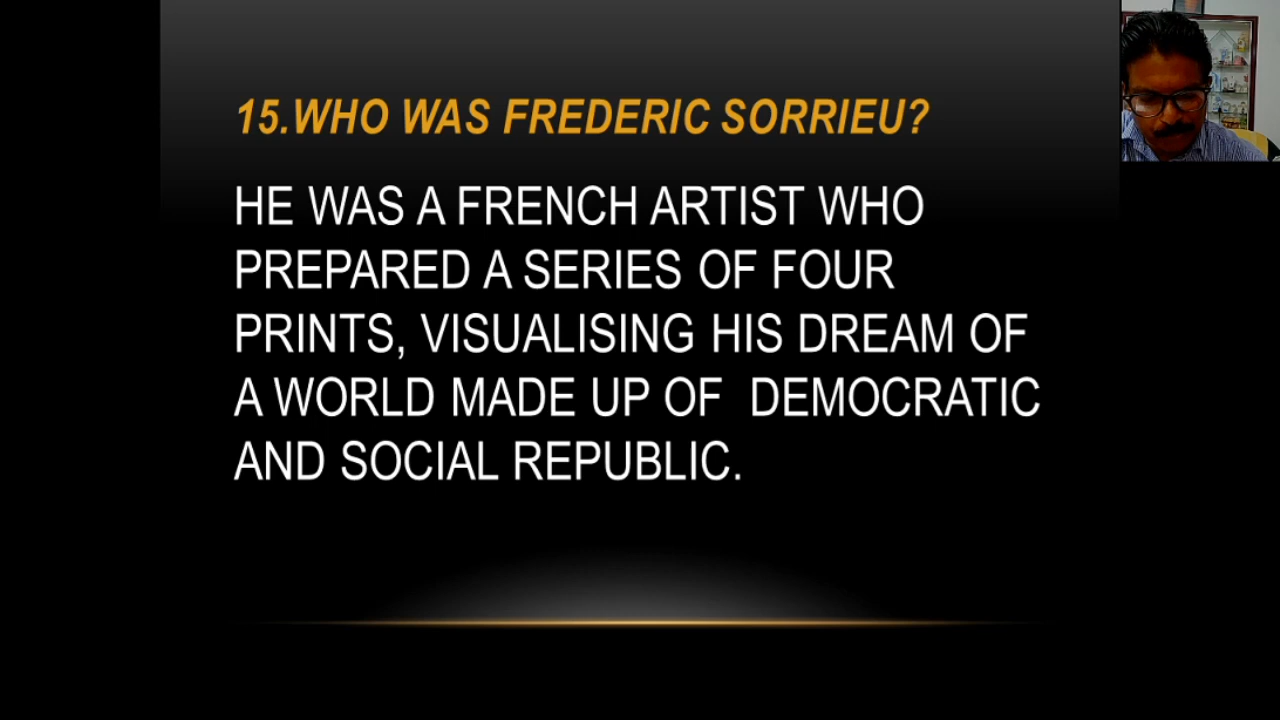 15.WHO WAS FREDERIC SORRIEU?
HE WAS A FRENCH ARTIST WHO
PREPARED A SERIES OF FOUR
PRINTS, VISUALISING HIS DREAM OF
A WORLD MADE UP OF DEMOCRATIC
AND SOCIAL REPUBLIC.